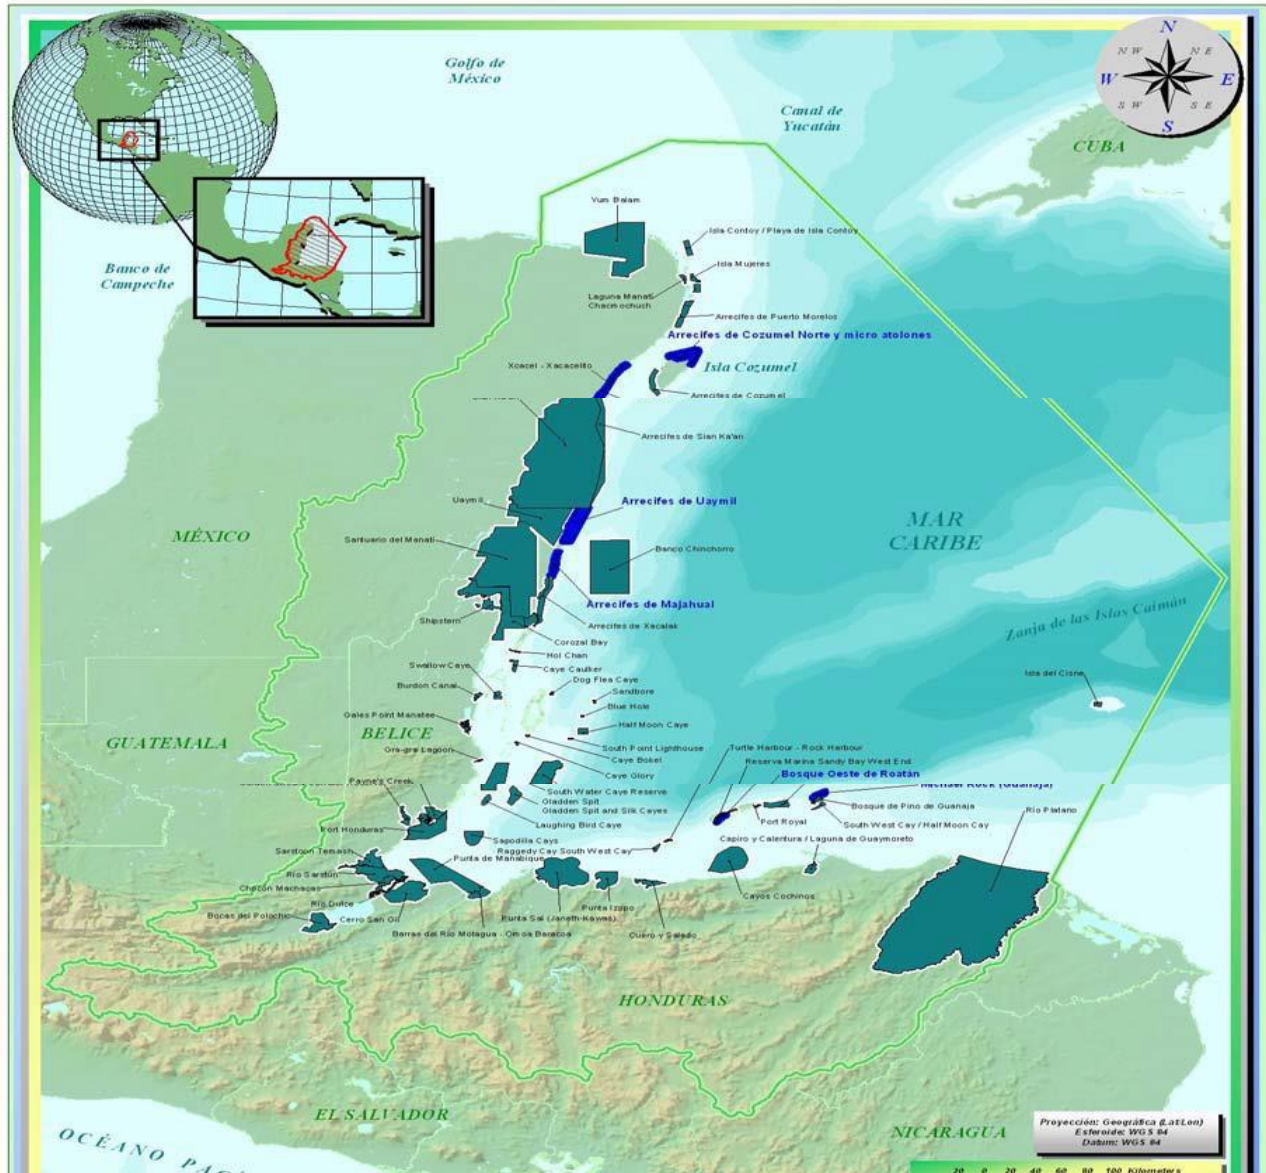 N
NW
NE
W
E
SW
SE
S
Golfo de
México
Canal de
Yucatán
CUBA
Banco de
Campeche
Yum Balam
Isla Contoy / Playa de Isla Contoy
Isla Mujeres
Laguna Manatí
Chacmochuch
Arrecifes de Puerto Morelos
Arrecifes de Cozumel Norte y micro atolones
Xcacel - Xacacelito
Isla Cozumel
Arrecifes de Cozumel
Arrecifes de Sian Ka'an
Uaymil
Arrecifes de Uaymil
MÉXICO
MAR
CARIBE
Santuario del Manatí
Banco Chinchorro
Arrecifes de Majahual
Shipstern
Arrecifes de Xacalak
Zanja de las Islas Caimán
Corozal Bay
Hol Chan
Swallow Caye
Caye Caulker
Isla del Cisne
Dog Flea Caye
Burdon Canal
Sandbore
Blue Hole
Gales Point Manatee
Half Moon Caye
GUATEMALA
BELICE
Gra-gra Lagoon
South Point Lighthouse
Turtle Harbour - Rock Harbour
Caye Bokel
Reserva Marina Sandy Bay West End
Caye Glory
Bosque Oeste de Roatán
Payne's Creek
Michael Rock (Guanaja)
South Water Caye Reserve
Gladden Spit
Gladden Spit and Silk Cayes
Bosque de Pino de Guanaja
Río Platano
Port Royal
Laughing Bird Caye
South West Cay / Half Moon Cay
Port Honduras
Sapodilla Cays
Capiro y Calentura / Laguna de Guaymoreto
Raggedy Cay South West Cay
Sarstoon Temash
Punta de Manabique
Río Sarstún
Chocón Machacas
Cayos Cochinos
Río Dulce
Punta Izopo
Bocas del Polochic
Cerro San Gil
Punta Sal (Janeth-Kawas)
Barras del Río Motagua - Omoa Baracoa
Cuero y Salado
HONDURAS
EL SALVADOR
NICARAGUA
Proyección: Geográfica (Lat/Lon)
Esferoide: WGS 84
Datum: WGS 84
OCÉANO
20 0 20 40 60 80 100 Kilometers